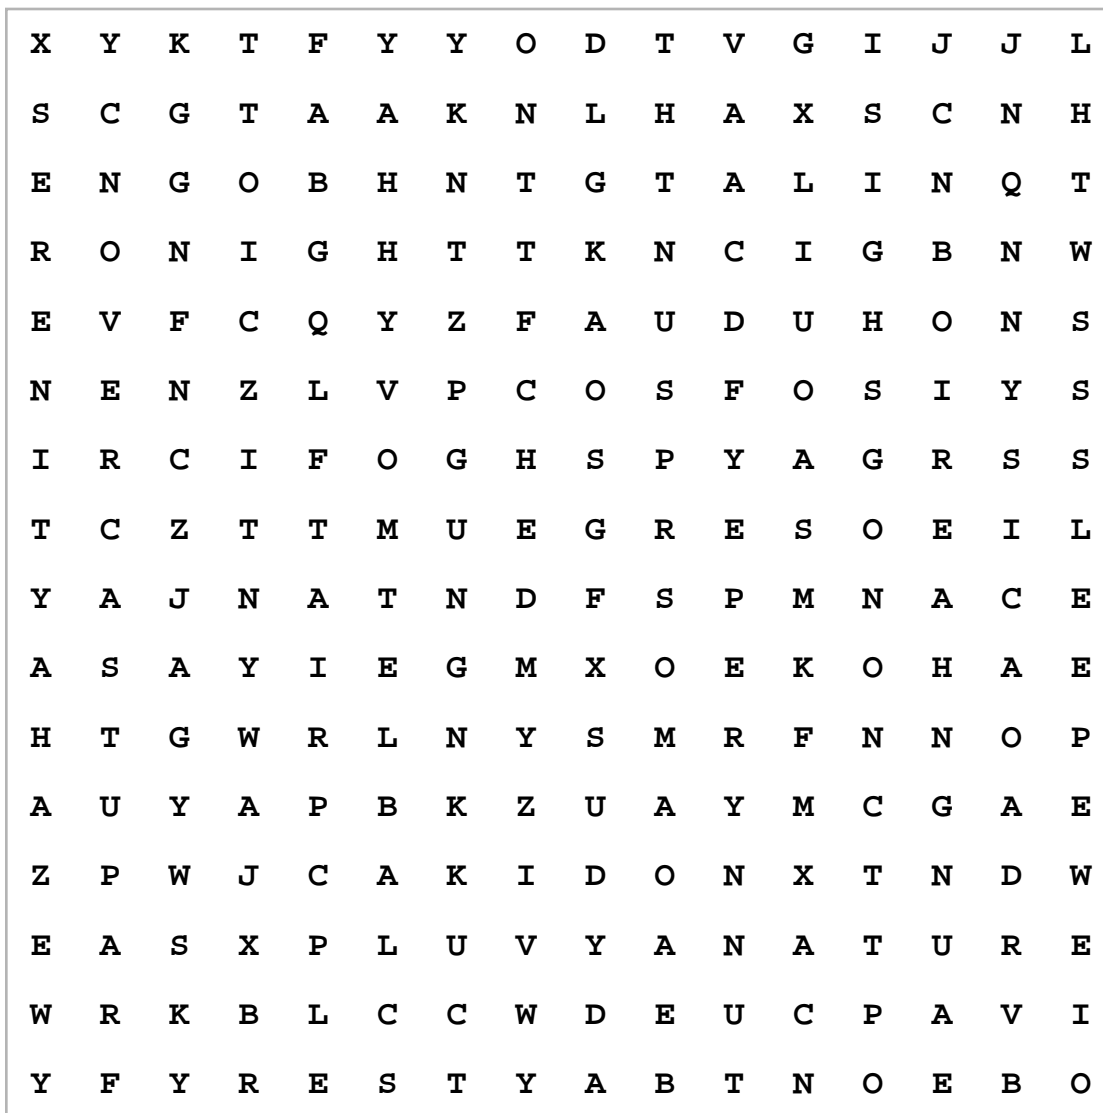 X Y K T F Y Y O D T V G I J J L
S C G T A A K N L H A X S C N H
E N G O B H N T G T A L I N Q T
R O N I G H T T K N C I G B N W
E V F C Q Y Z F A U D U H O N S
N E N Z L V P C O S F O S I Y S
I R C I F O G H S P Y A G R S S
T C Z T T M U E G R E S O E I L
Y A J N A T N D F S P M N A C E
A S A Y I E G M X O E K O H A E
H T G W R L N Y S M R F N N O P
A U Y A P B K Z U A Y M C G A E
Z P W J C A K I D O N X T N D W
E A S X P L U V Y A N A T U R E
W R K B L C C W D E U C P A V I
Y F Y R E S T Y A B T N O E B O